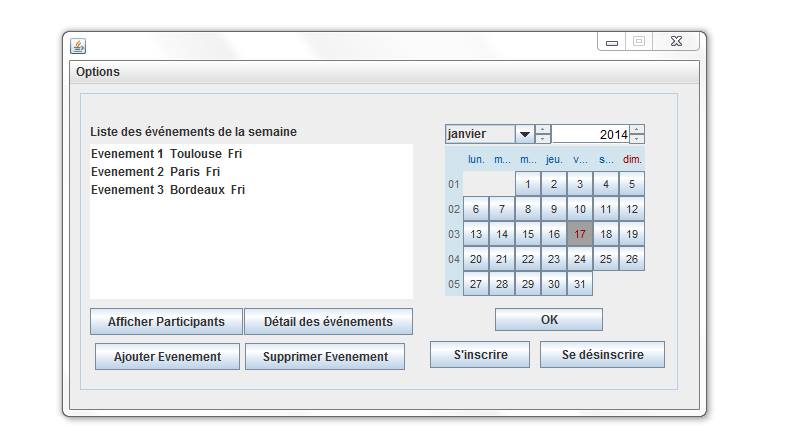 Options
Liste des événements de la semaine
Evenement 1 Toulouse Fri
Evenement 2 Paris Fri
Evenement 3 Bordeaux Fri
Afficher Participants Détail des événements
Ajouter Evenement Supprimer Evenement
janvier 2014
lun. m... m... jeu. v... s... dim.
01 1 2 3 4 5
02 6 7 8 9 10 11 12
03 13 14 15 16 17 18 19
04 20 21 22 23 24 25 26
05 27 28 29 30 31
OK
S'inscrire Se désinscrire